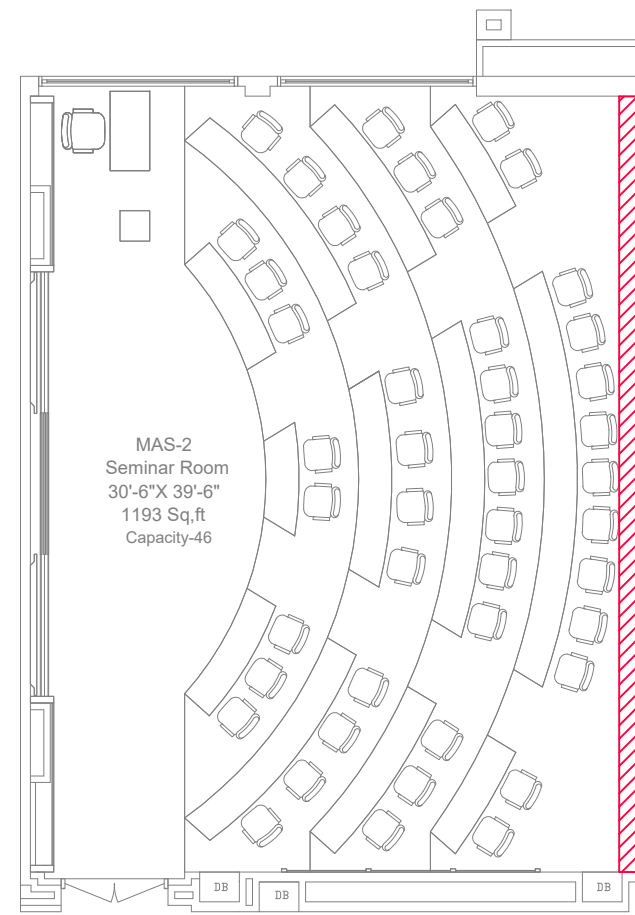 MAS-2
Seminar Room
30'-6"X 39'-6"
1193 Sq,ft
Capacity-46
DB
DB
DB